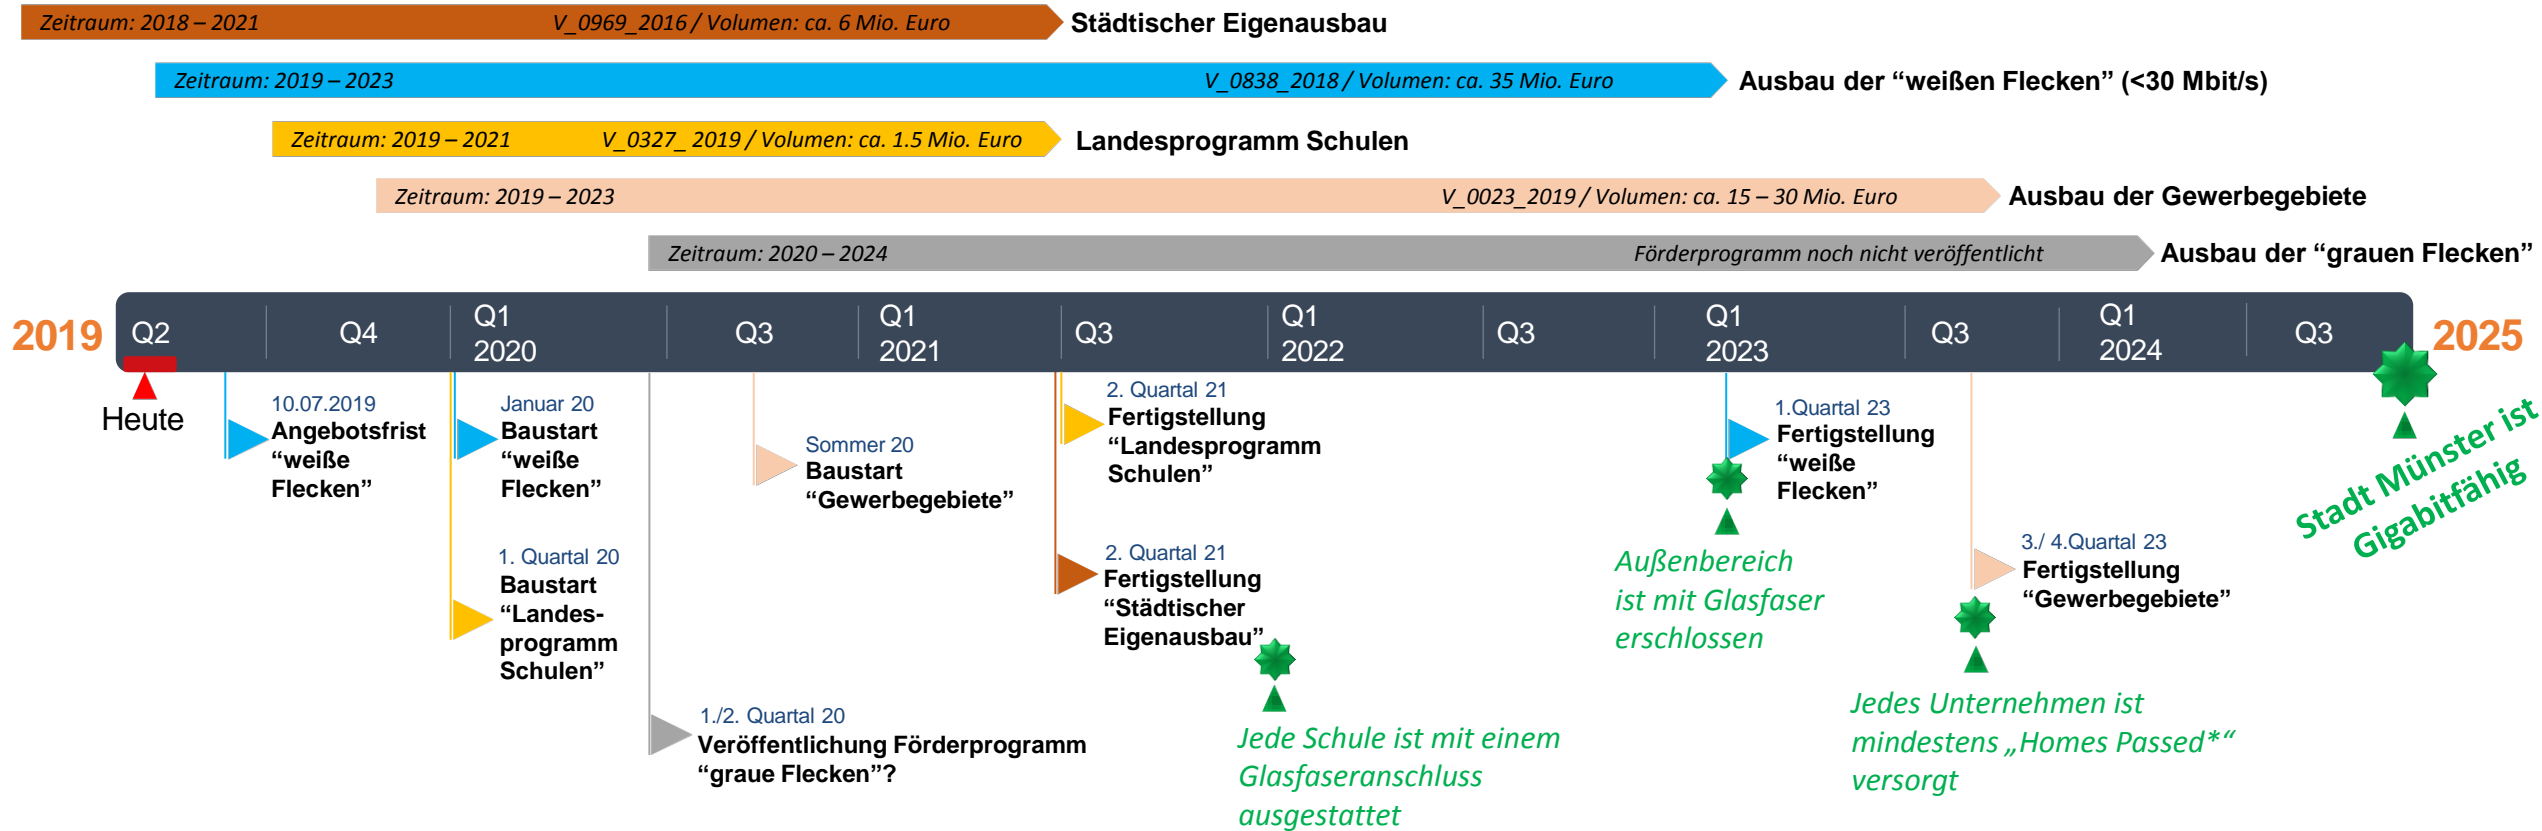 Zeitraum: 2018 – 2021 V_0969_2016 / Volumen: ca. 6 Mio. Euro Städtischer Eigenausbau
Zeitraum: 2019 – 2023 V_0838_2018 / Volumen: ca. 35 Mio. Euro Ausbau der “weißen Flecken” (<30 Mbit/s)
Zeitraum: 2019 – 2021 V_0327_ 2019 / Volumen: ca. 1.5 Mio. Euro Landesprogramm Schulen
Zeitraum: 2019 – 2023 V_0023_2019 / Volumen: ca. 15 – 30 Mio. Euro Ausbau der Gewerbegebiete
Zeitraum: 2020 – 2024 Förderprogramm noch nicht veröffentlicht Ausbau der “grauen Flecken”
2019
Q2
Q4
Q1
2020
Q3
Q1
2021
Q3
Q1
2022
Q3
Q1
2023
Q3
Q1
2024
Q3
2025
Heute
10.07.2019
Angebotsfrist
“weiße
Flecken”
Januar 20
Baustart
“weiße
Flecken”
1. Quartal 20
Baustart
“Landes-
programm
Schulen”
1./2. Quartal 20
Veröffentlichung Förderprogramm
“graue Flecken”?
Sommer 20
Baustart
“Gewerbegebiete”
2. Quartal 21
Fertigstellung
“Landesprogramm
Schulen”
2. Quartal 21
Fertigstellung
“Städtischer
Eigenausbau”
Jede Schule ist mit einem
Glasfaseranschluss
ausgestattet
1.Quartal 23
Fertigstellung
“weiße
Flecken”
Außenbereich
ist mit Glasfaser
erschlossen
3./ 4.Quartal 23
Fertigstellung
“Gewerbegebiete”
Jedes Unternehmen ist
mindestens „Homes Passed*“
versorgt
Stadt Münster ist
Gigabitfähig